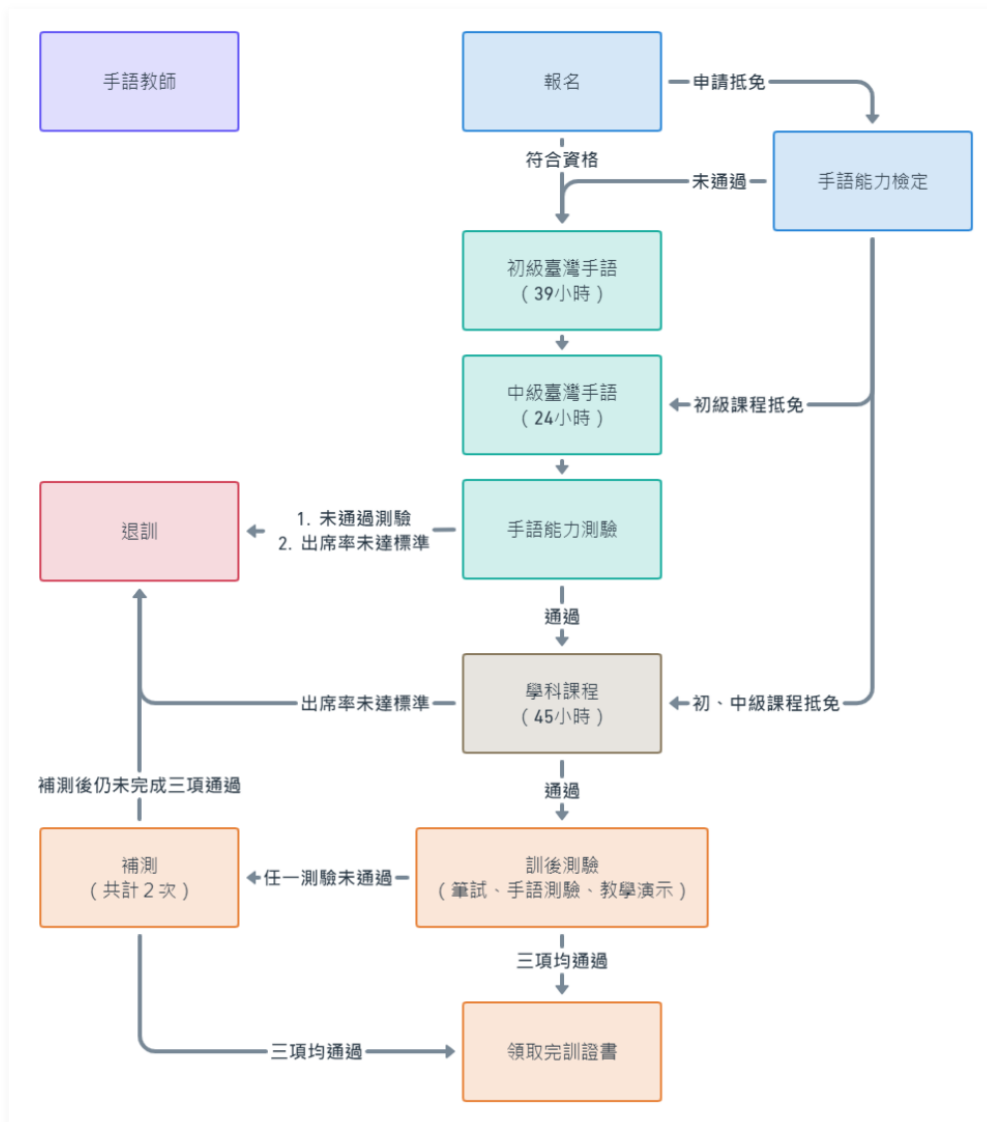 手語教師
報名
申請抵免
符合資格
未通過
手語能力檢定
初級臺灣手語
(39小時)
中級臺灣手語
(24小時)
初級課程抵免
退訓
1. 未通過測驗
2. 出席率未達標準
手語能力測驗
通過
出席率未達標準
學科課程
(45小時)
初、中級課程抵免
補測後仍未完成三項通過
通過
補測
(共計2次)
任一測驗未通過
訓後測驗
(筆試、手語測驗、教學演示)
三項均通過
三項均通過
領取完訓證書